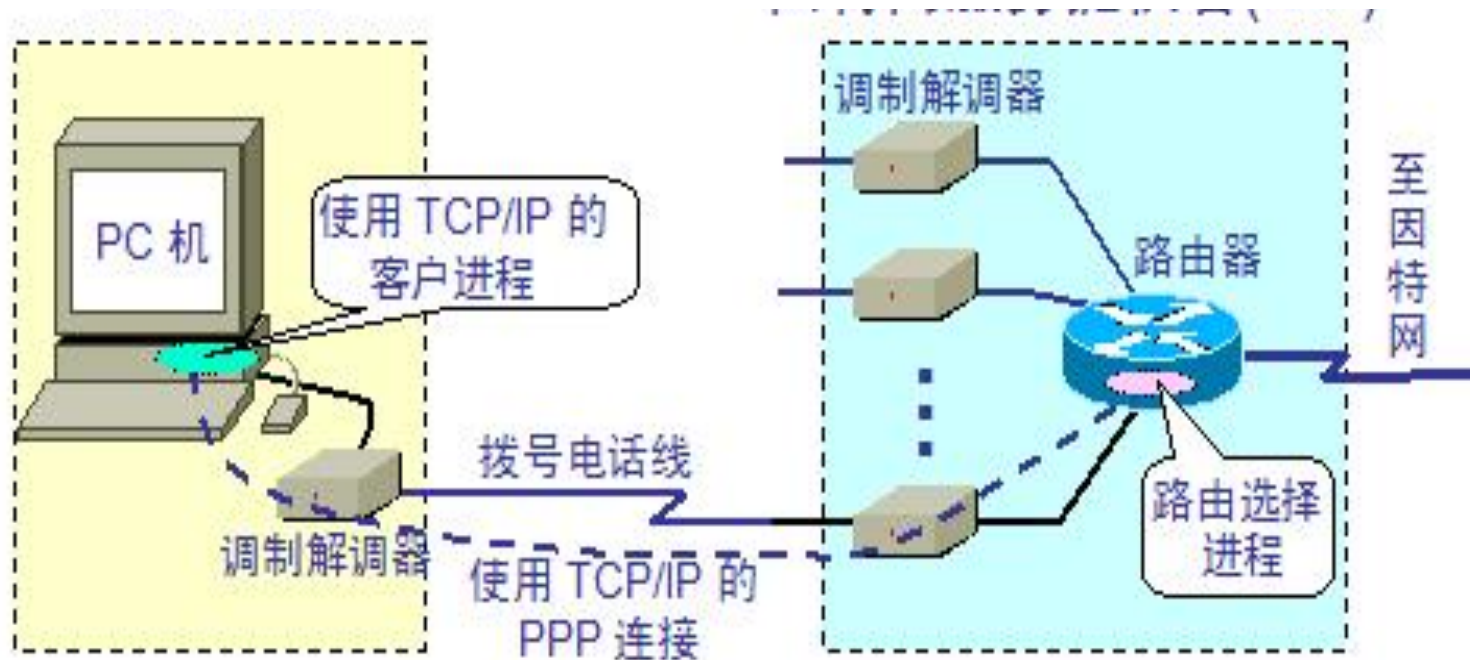 调制解调器
PC 机
使用 TCP/IP 的
客户进程
路由器
至
因
特
网
拨号电话线
调制解调器
使用 TCP/IP 的
PPP 连接
路由选择
进程